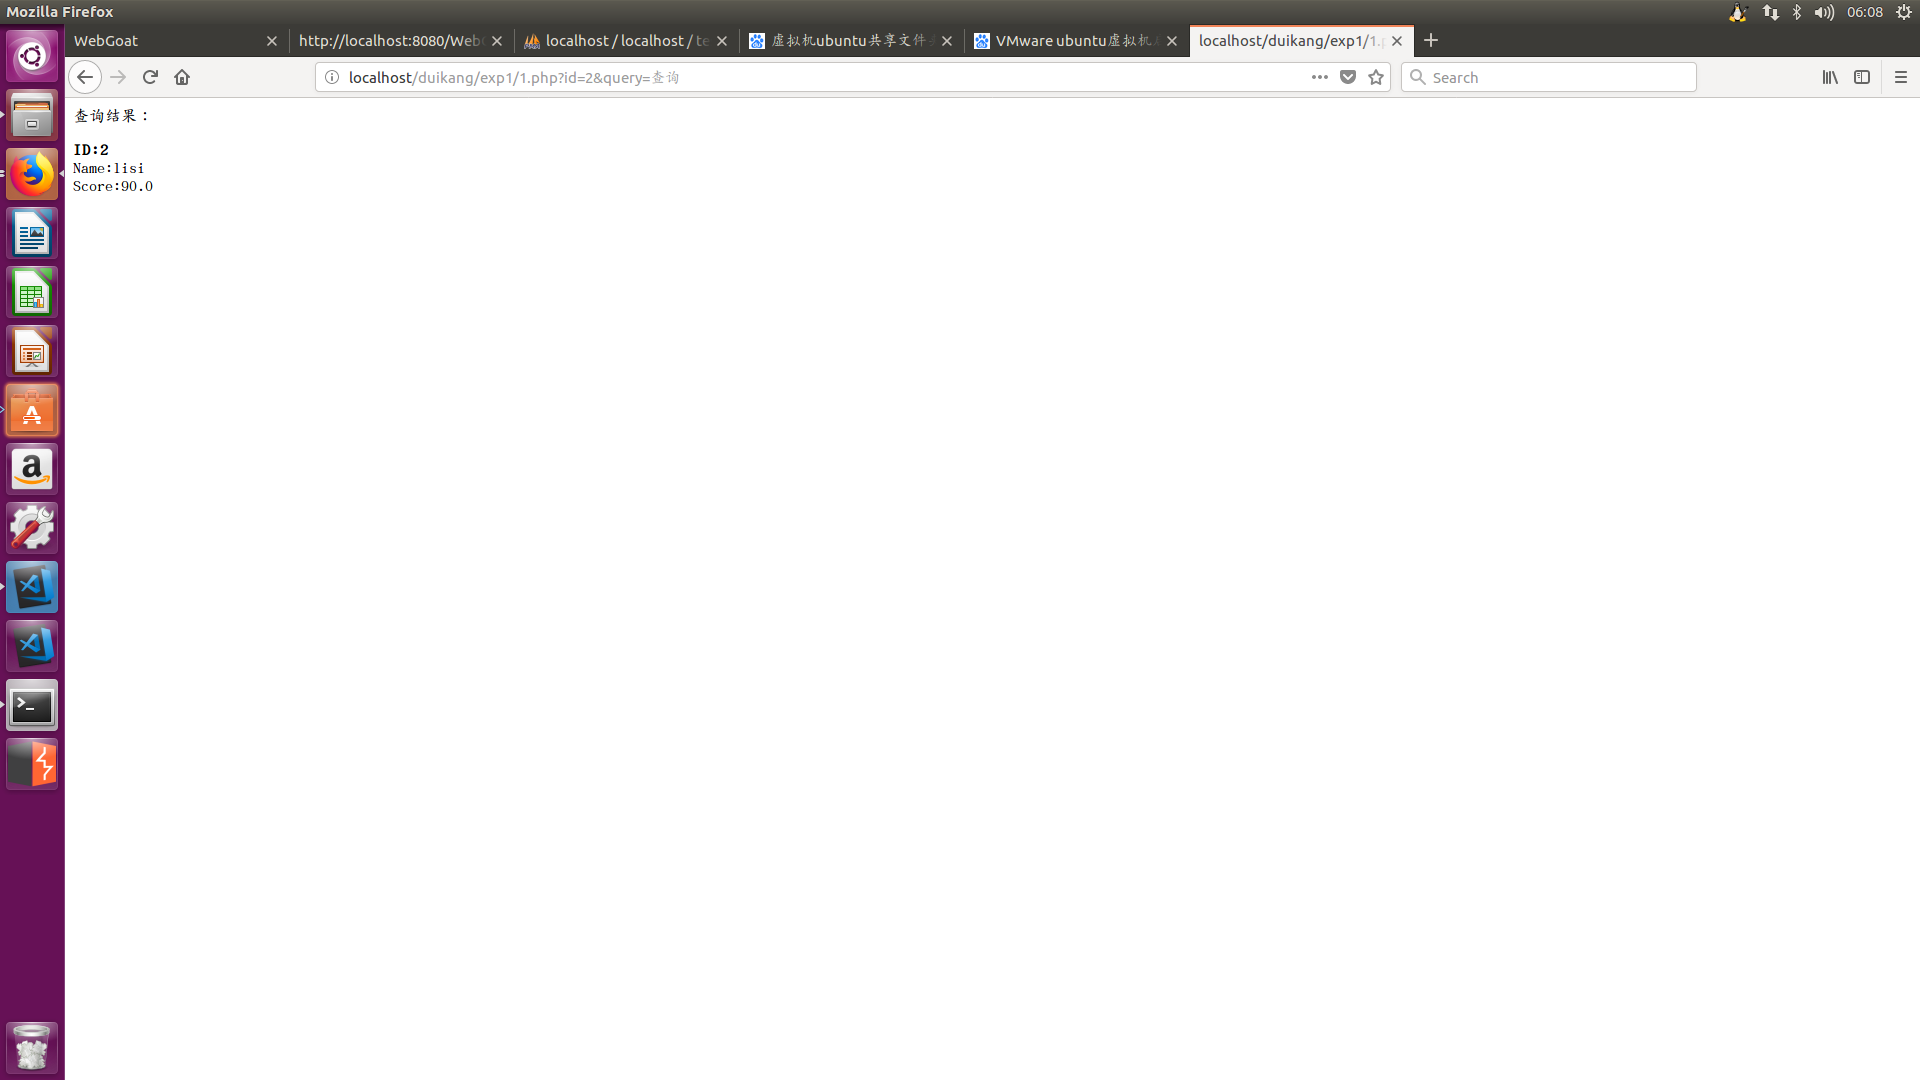 Mozilla Firefox
06:08
WebGoat
http://localhost:8080/Web
localhost / localhost / te
虚拟机ubuntu共享文件
VMware ubuntu虚拟机
localhost/duikang/exp1/1.p
localhost/duikang/exp1/1.php?id=2&query=查询
Search
查询结果：
ID:2
Name:lisi
Score:90.0